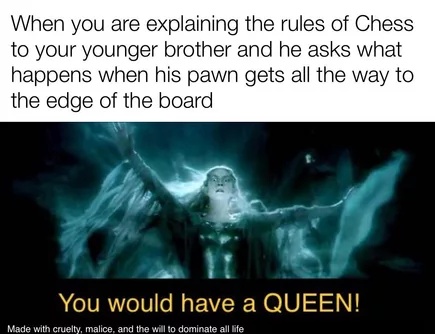 When you are explaining the rules of Chess
to your younger brother and he asks what
happens when his pawn gets all the way to
the edge of the board
You would have a QUEEN!
Made with cruelty, malice, and the will to dominate all life